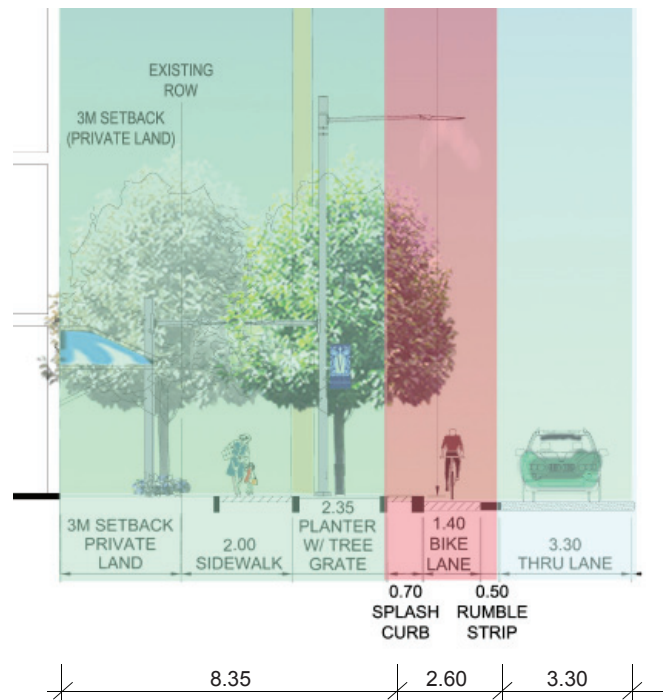 EXISTING
ROW
3M SETBACK
(PRIVATE LAND)
3M SETBACK
PRIVATE
LAND
2.00
SIDEWALK
2.35
PLANTER
W/ TREE
GRATE
1.40
BIKE
LANE
3.30
THRU LANE
0.70
SPLASH
CURB
0.50
RUMBLE
STRIP
8.35
2.60
3.30